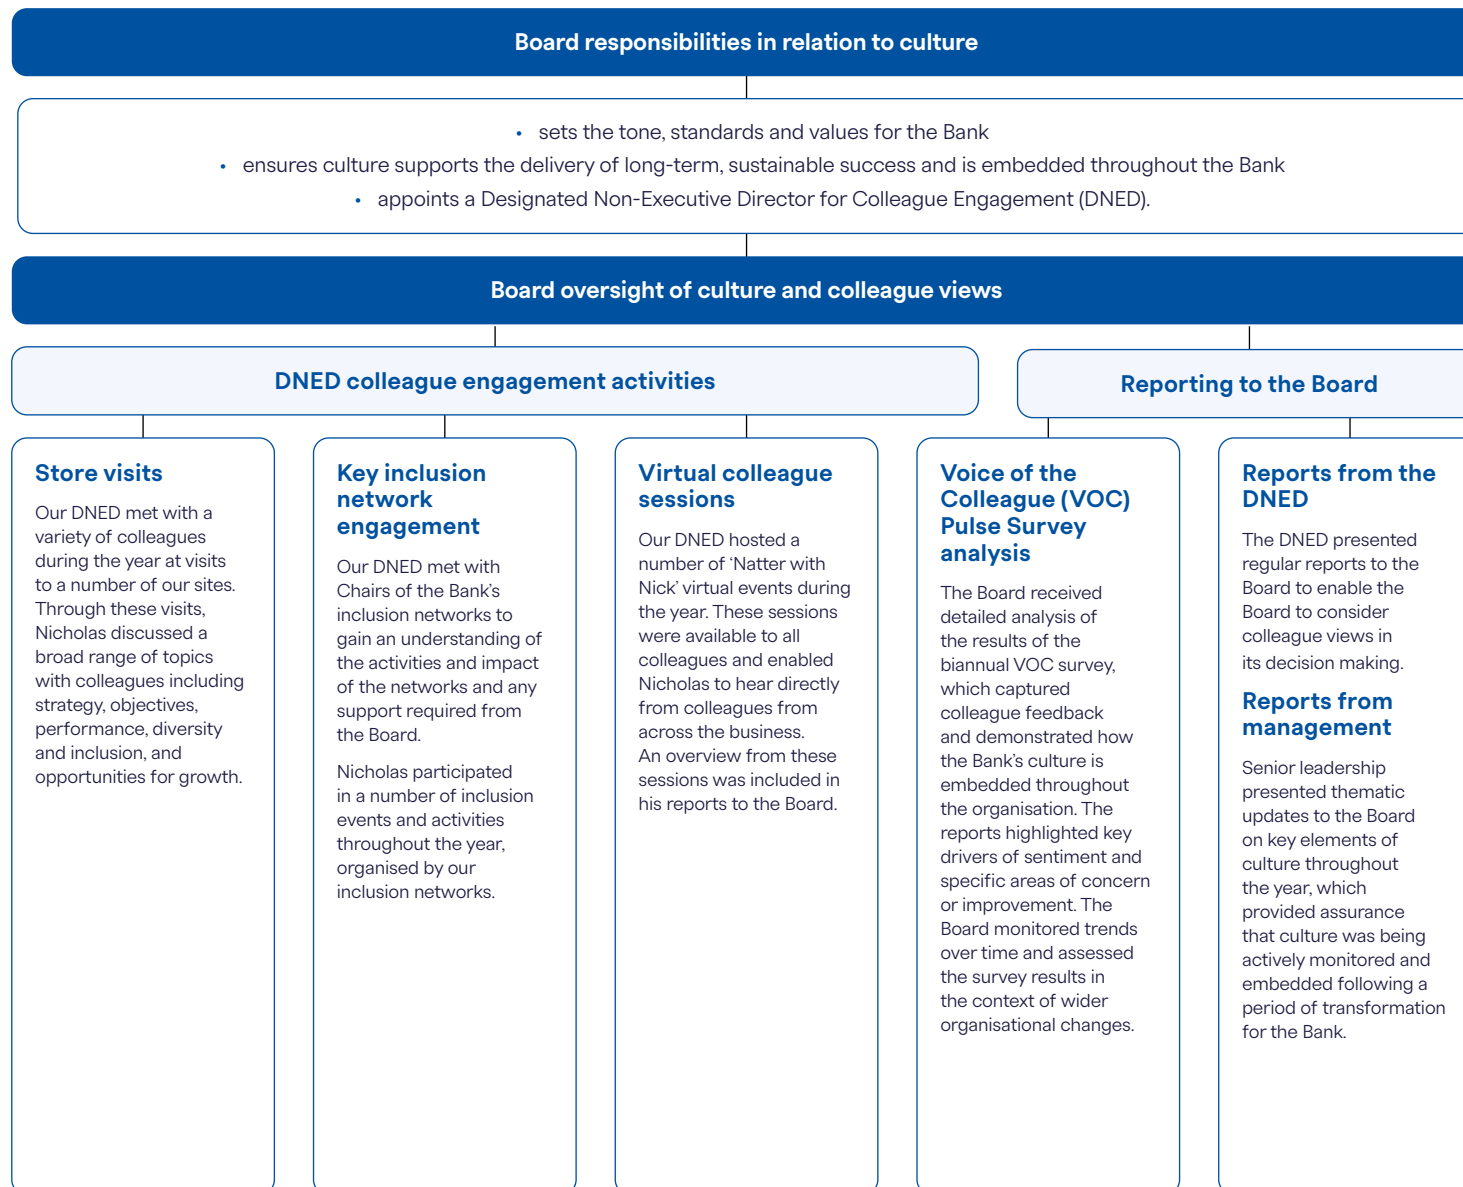 Board responsibilities in relation to culture
• sets the tone, standards and values for the Bank
• ensures culture supports the delivery of long-term, sustainable success and is embedded throughout the Bank
• appoints a Designated Non-Executive Director for Colleague Engagement (DNED).
Board oversight of culture and colleague views
DNED colleague engagement activities
Reporting to the Board
Store visits
Our DNED met with a
variety of colleagues
during the year at visits
to a number of our sites.
Through these visits,
Nicholas discussed a
broad range of topics
with colleagues including
strategy, objectives,
performance, diversity
and inclusion, and
opportunities for growth.
Key inclusion
network
engagement
Our DNED met with
Chairs of the Bank's
inclusion networks to
gain an understanding of
the activities and impact
of the networks and any
support required from
the Board.
Nicholas participated
in a number of inclusion
events and activities
throughout the year,
organised by our
inclusion networks.
Virtual colleague
sessions
Our DNED hosted a
number of ‘Natter with
Nick’ virtual events during
the year. These sessions
were available to all
colleagues and enabled
Nicholas to hear directly
from colleagues from
across the business.
An overview from these
sessions was included in
his reports to the Board.
Voice of the
Colleague (VOC)
Pulse Survey
analysis
The Board received
detailed analysis of
the results of the
biannual VOC survey,
which captured
colleague feedback
and demonstrated how
the Bank's culture is
embedded throughout
the organisation. The
reports highlighted key
drivers of sentiment and
specific areas of concern
or improvement. The
Board monitored trends
over time and assessed
the survey results in
the context of wider
organisational changes.
Reports from the
DNED
The DNED presented
regular reports to the
Board to enable the
Board to consider
colleague views in
its decision making.
Reports from
management
Senior leadership
presented thematic
updates to the Board
on key elements of
culture throughout
the year, which
provided assurance
that culture was being
actively monitored and
embedded following a
period of transformation
for the Bank.